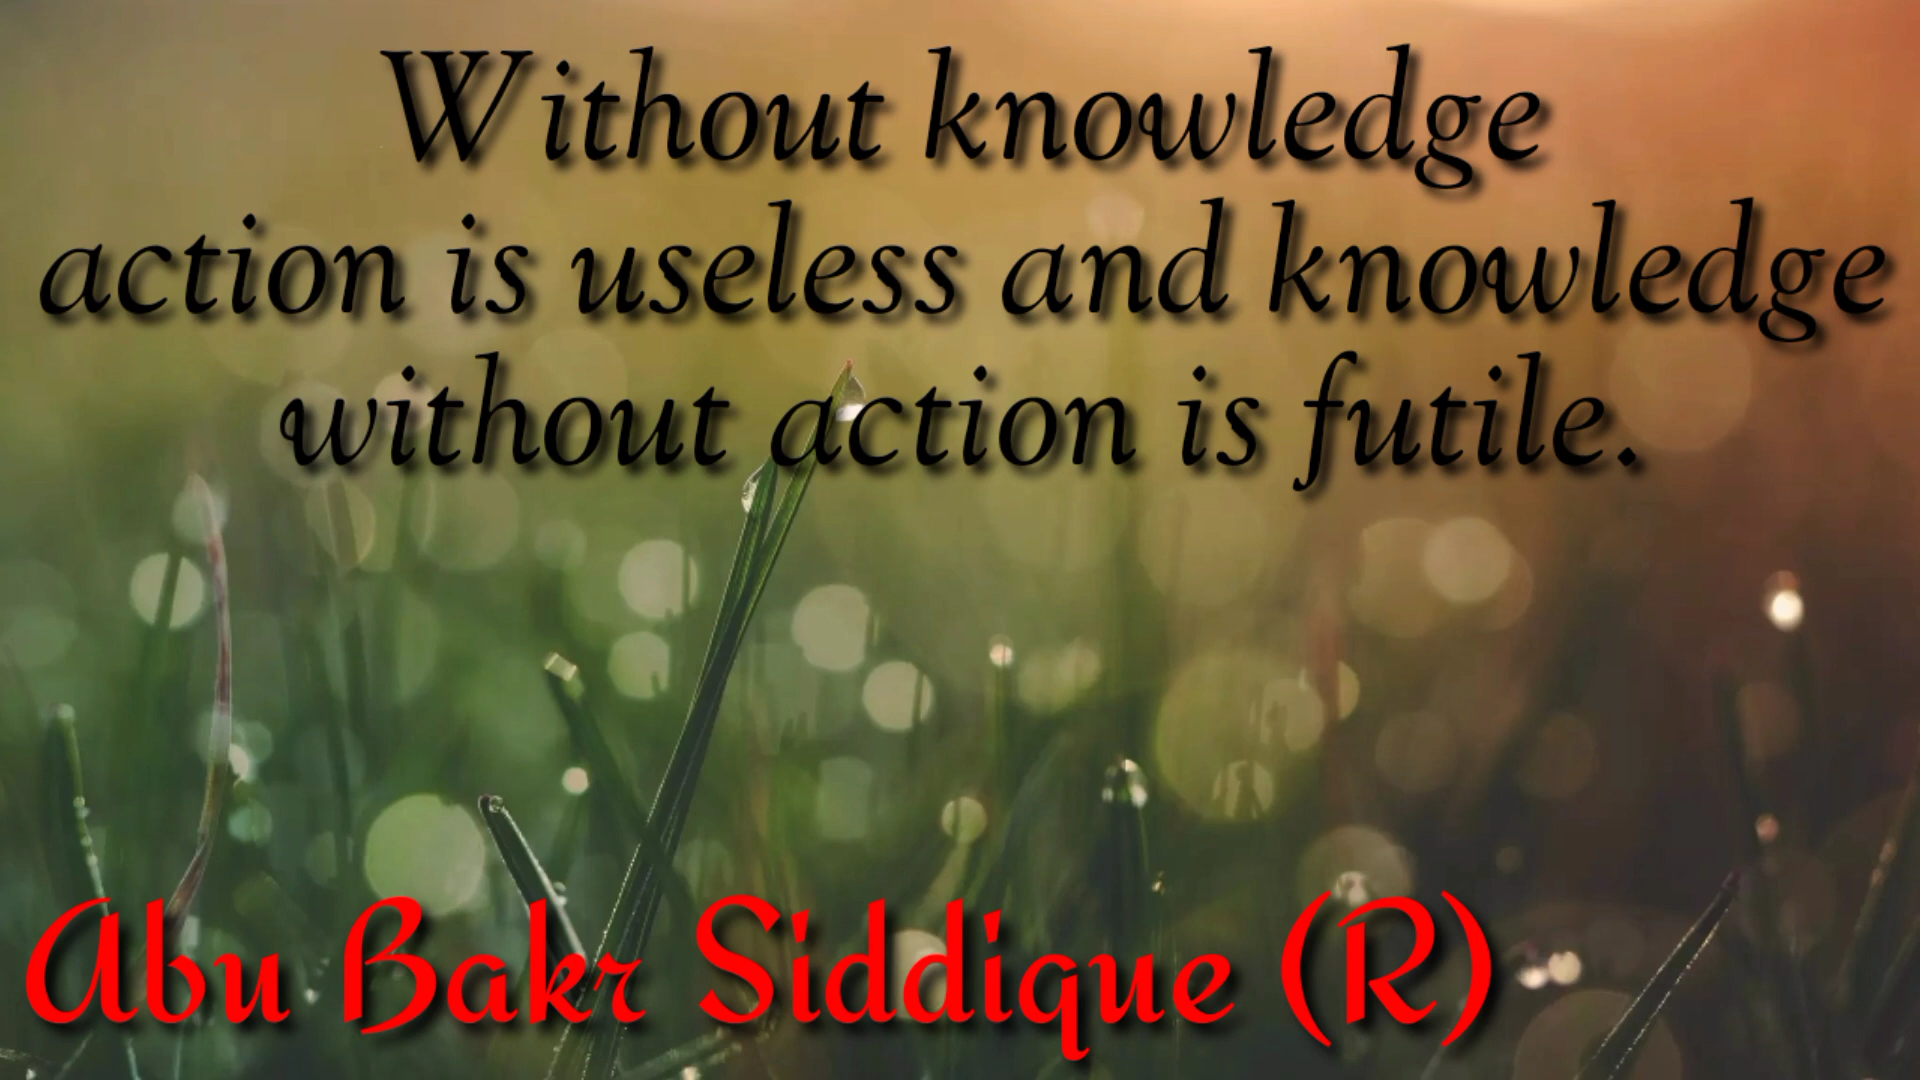 Without knowledge
action is useless and knowledge
without action is futile.
Abu Bakr Siddique (R)